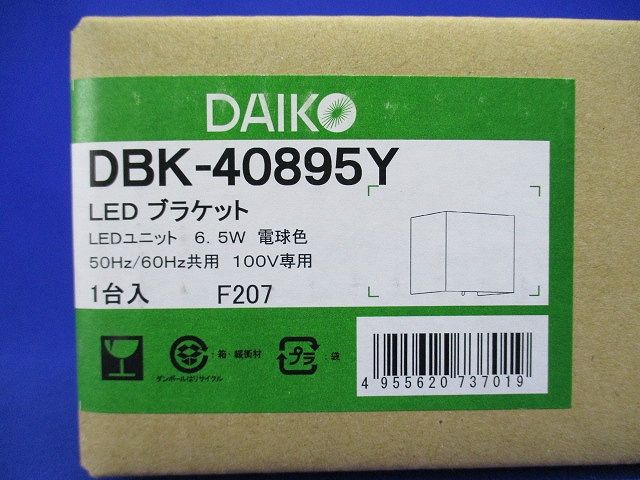 DAIKO
DBK-40895Y
LED ブラケット
LEDユニット 6.5W 電球色
50Hz/60Hz共用 100V専用
1台入 F207
:箱・緩衝材
ダンボールはリサイクル
プラ
:袋
4 955620 737019